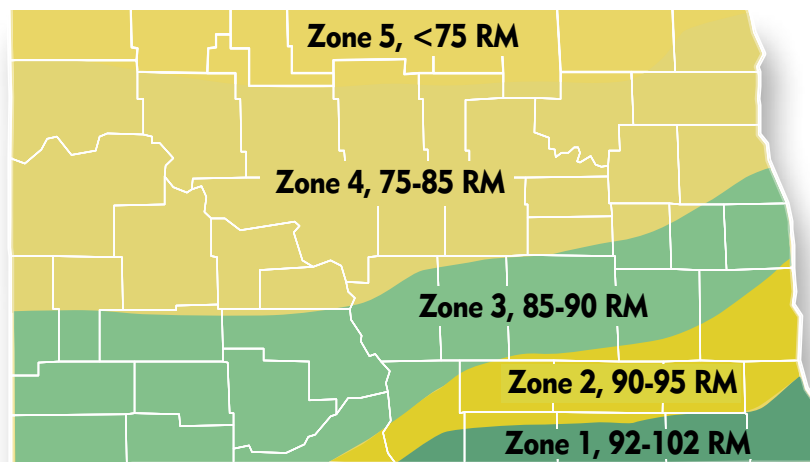 Zone 5, <75 RM
Zone 4, 75-85 RM
Zone 3, 85-90 RM
Zone 2, 90-95 RM
Zone 1, 92-102 RM